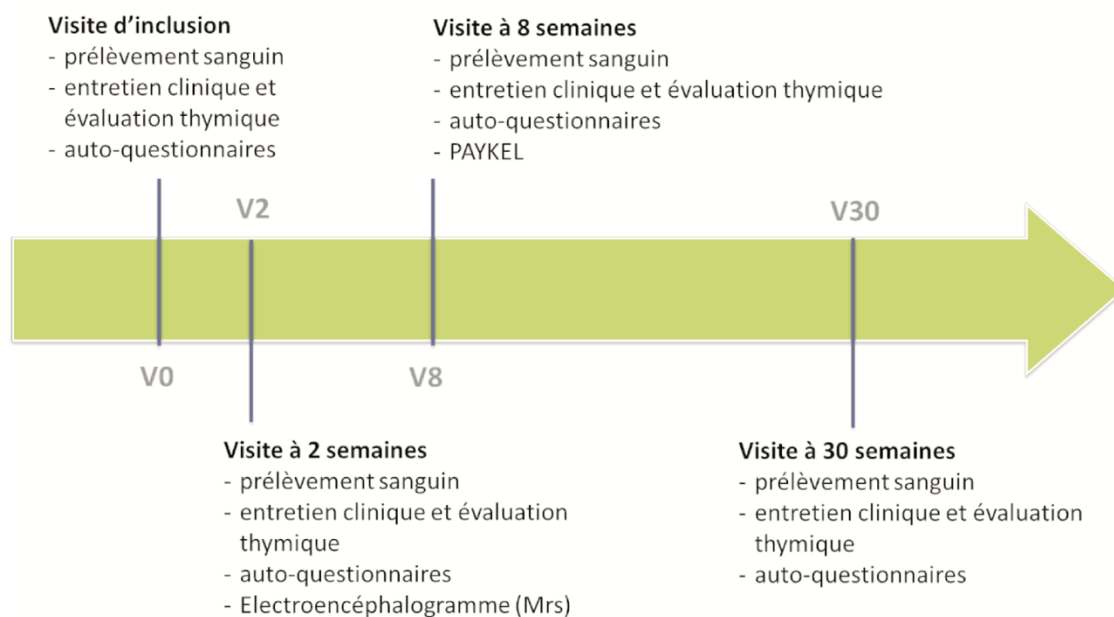 Visite d’inclusion
- prélèvement sanguin
- entretien clinique et
évaluation thymique
- auto-questionnaires
Visite à 8 semaines
- prélèvement sanguin
- entretien clinique et évaluation thymique
- auto-questionnaires
- PAYKEL
V2
V30
V0
V8
Visite à 2 semaines
- prélèvement sanguin
- entretien clinique et évaluation
thymique
- auto-questionnaires
- Electroencéphalogramme (Mrs)
Visite à 30 semaines
- prélèvement sanguin
- entretien clinique et évaluation
thymique
- auto-questionnaires